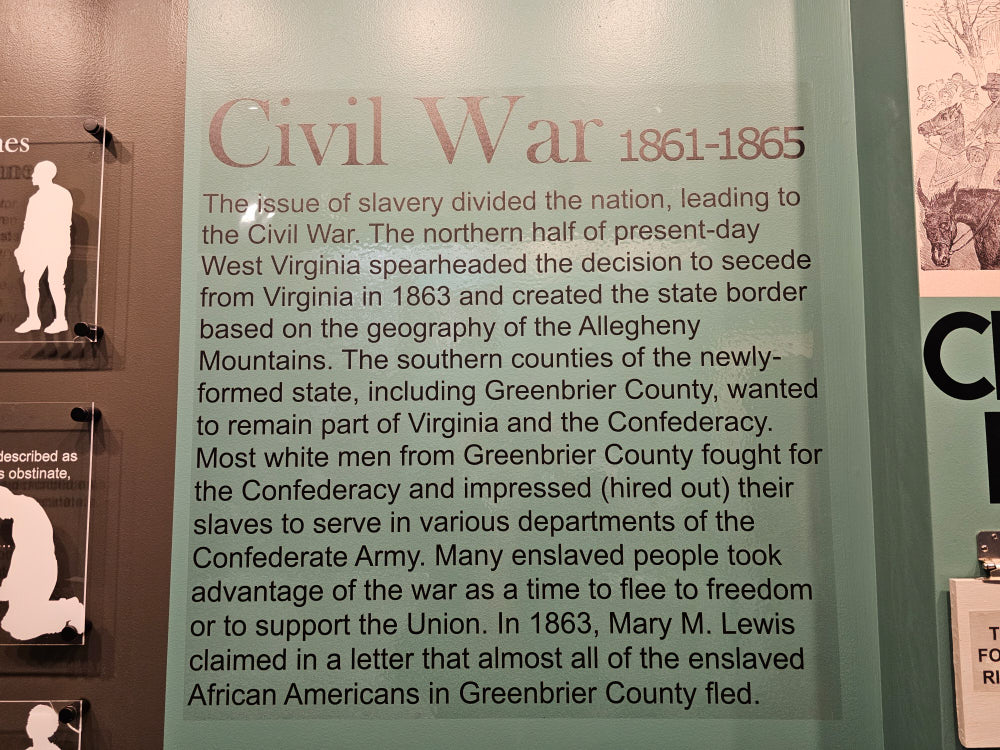 nes
described as
s obstinate,
Civil War 1861-1865
The issue of slavery divided the nation, leading to
the Civil War. The northern half of present-day
West Virginia spearheaded the decision to secede
from Virginia in 1863 and created the state border
based on the geography of the Allegheny
Mountains. The southern counties of the newly-
formed state, including Greenbrier County, wanted
to remain part of Virginia and the Confederacy.
Most white men from Greenbrier County fought for
the Confederacy and impressed (hired out) their
slaves to serve in various departments of the
Confederate Army. Many enslaved people took
advantage of the war as a time to flee to freedom
or to support the Union. In 1863, Mary M. Lewis
claimed in a letter that almost all of the enslaved
African Americans in Greenbrier County fled.
C
T
FO
RI